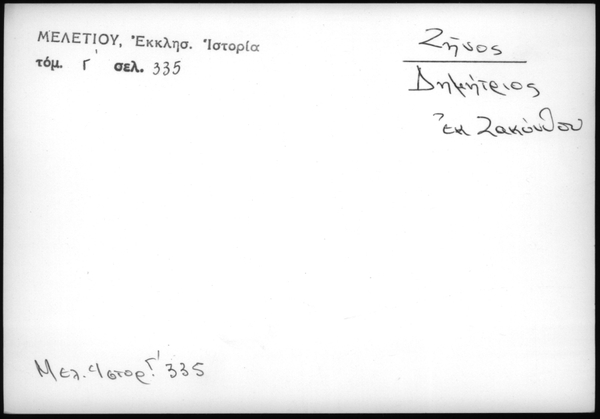 ΜΕΛΕΤΙΟΥ, Ἐκκλησ. Ἱστορία
τόμ. Γ΄ σελ. 335
Ζῆνος
Δημήτριος
Ἐκ Ζακύνθου
Μελ. Ἱστορ. Γ΄ 335